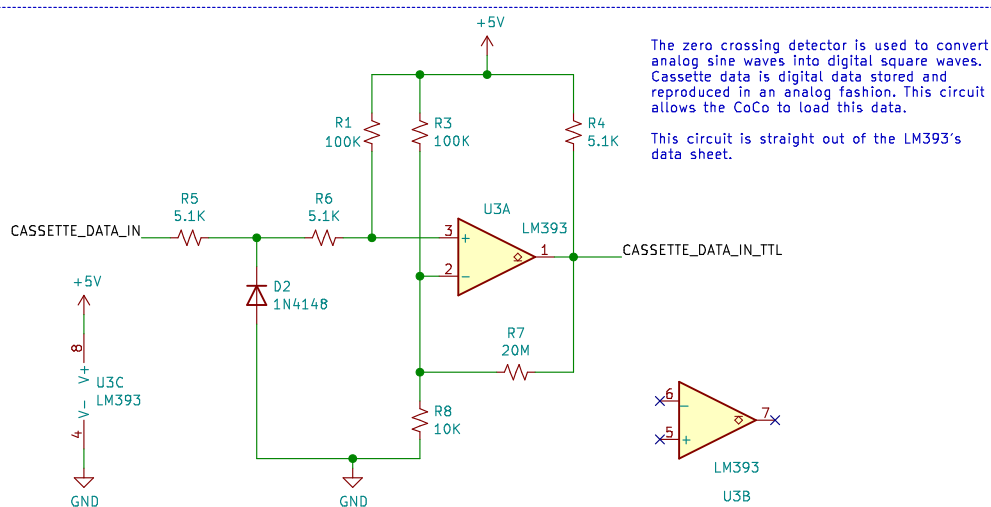 +5V
The zero crossing detector is used to convert
analog sine waves into digital square waves.
Cassette data is digital data stored and
reproduced in an analog fashion. This circuit
allows the CoCo to load this data.
This circuit is straight out of the LM393's
data sheet.
R1
100K
R3
100K
R4
5.1K
R5
5.1K
R6
5.1K
U3A
LM393
CASSETTE_DATA_IN
3
+
2
-
1
CASSETTE_DATA_IN_TTL
D2
1N4148
+5V
8
V+
U3C
LM393
V-
4
GND
R7
20M
R8
10K
GND
6
-
5
+
7
LM393
U3B